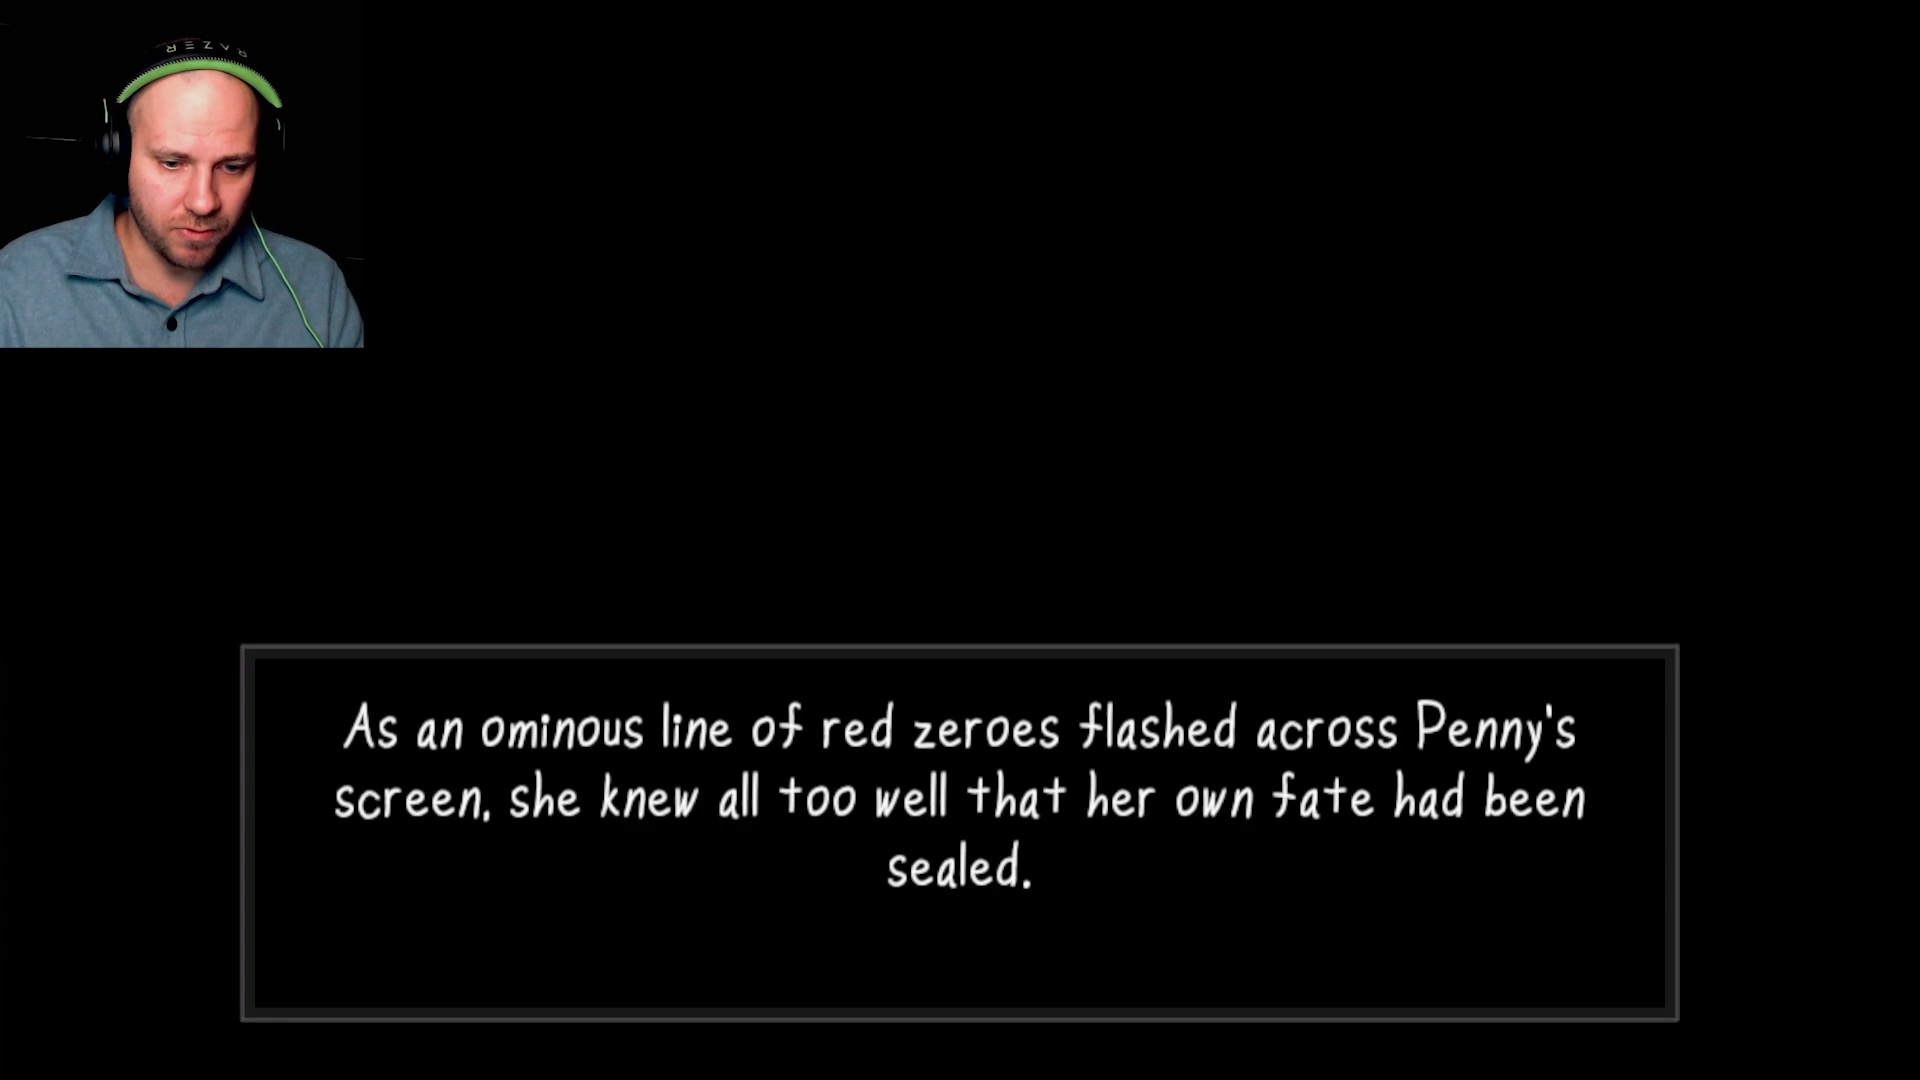 RAZER
As an ominous line of red zeroes flashed across Penny's
screen, she knew all too well that her own fate had been
sealed.